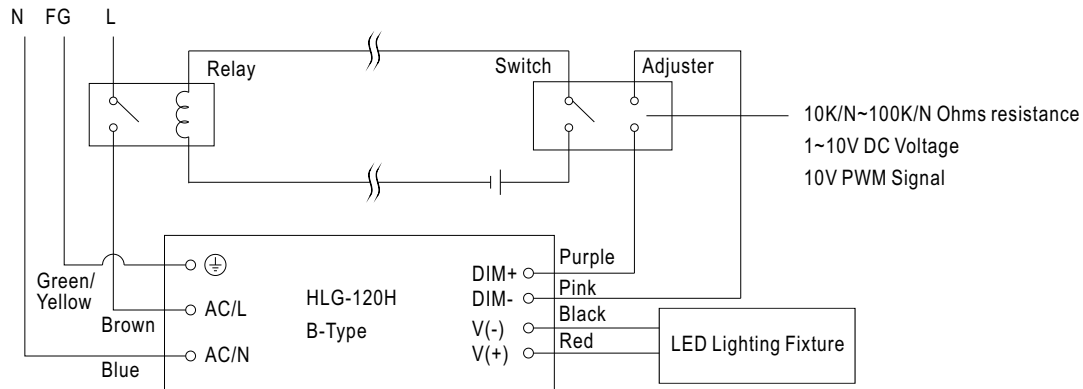 N FG L
Relay
Switch
Adjuster
10K/N~100K/N Ohms resistance
1~10V DC Voltage
10V PWM Signal
Green/
Yellow
Brown
Blue
AC/L
AC/N
HLG-120H
B-Type
DIM+
DIM-
V(-)
V(+)
Purple
Pink
Black
Red
LED Lighting Fixture